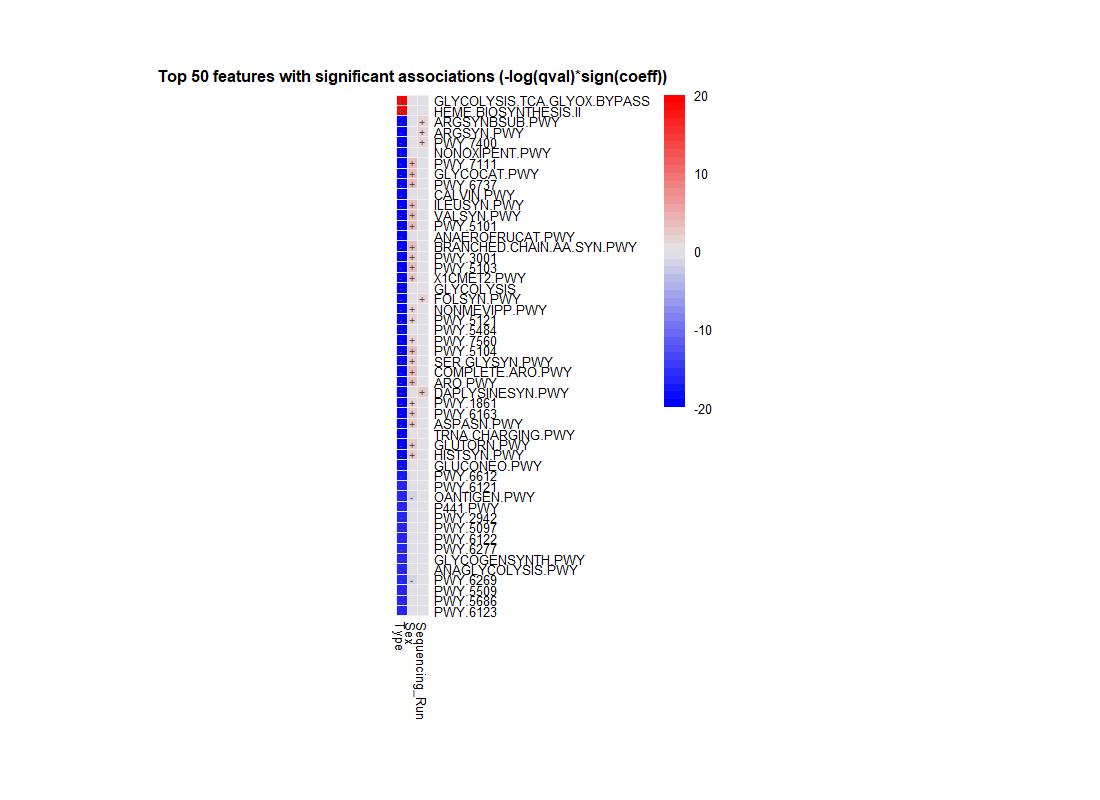 Top 50 features with significant associations (-log(qval)*sign(coeff))
GLYCOLYSIS.TCA.GLYOX.BYPASS
HEME.BIOSYNTHESIS.II
ARGSYNBSUB.PWY
ARGSYN.PWY
PWY.7400
NONOXIPENT.PWY
PWY.7111
GLYCOCAT.PWY
PWY.6737
CALVIN.PWY
ILEUSYN.PWY
VALSYN.PWY
PWY.5101
ANAEROFRUCAT.PWY
BRANCHED.CHAIN.AA.SYN.PWY
PWY.3001
PWY.5103
X1CMET2.PWY
GLYCOLYSIS
FOLSYN.PWY
NONMEVIPP.PWY
PWY.5121
PWY.5484
PWY.7560
PWY.5104
SER.GLYSYN.PWY
COMPLETE.ARO.PWY
ARO.PWY
DAPLYSINESYN.PWY
PWY.1861
PWY.6163
ASPASN.PWY
TRNA.CHARGING.PWY
GLUTORN.PWY
HISTSYN.PWY
GLUCONEO.PWY
PWY.6612
PWY.6121
OANTIGEN.PWY
P441.PWY
PWY.2942
PWY.5097
PWY.6122
PWY.6277
GLYCOGENSYNTH.PWY
ANAGLYCOLYSIS.PWY
PWY.6269
PWY.5509
PWY.5686
PWY.6123
20
10
0
-10
-20
Type
Sex
Sequencing_Run